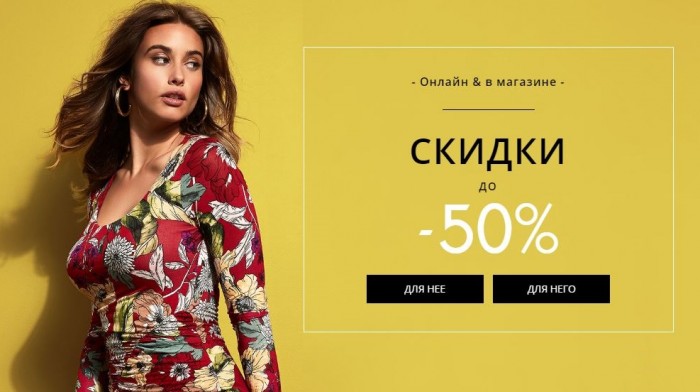 - Онлайн & в магазине -
СКИДКИ
ДО
-50%
ДЛЯ НЕЕ
ДЛЯ НЕГО